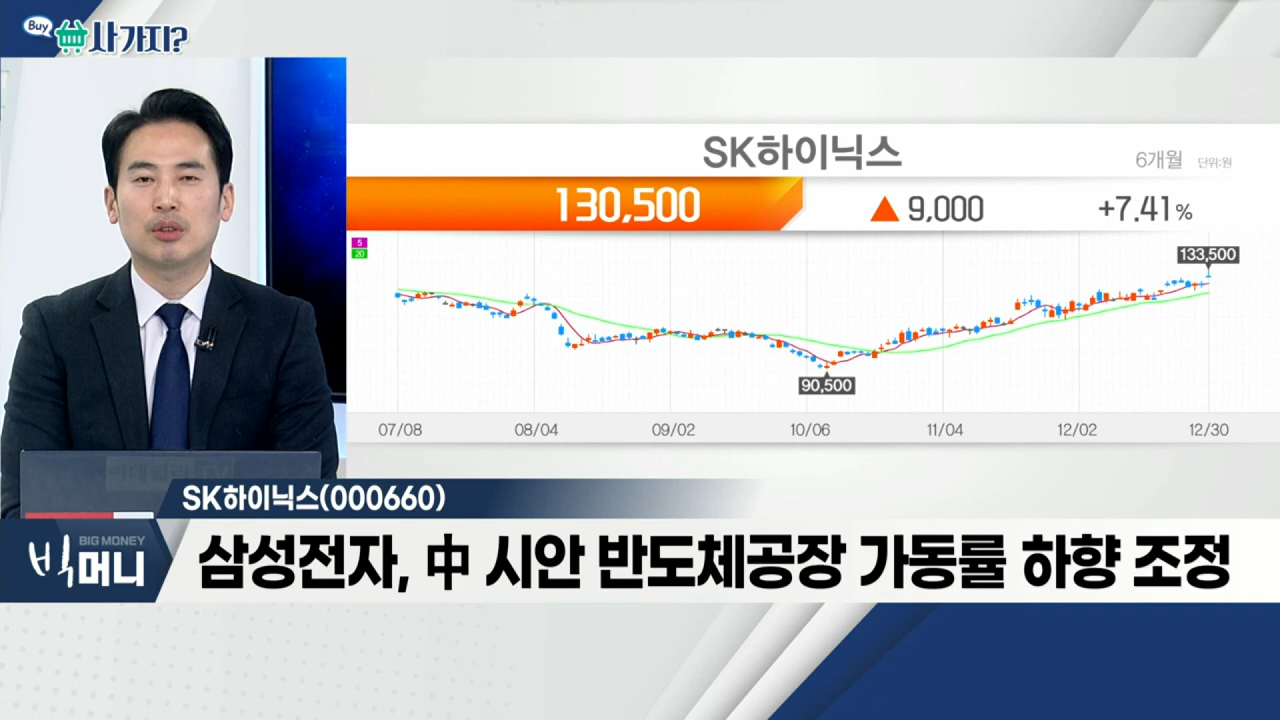 Buy 사가지?
SK하이닉스
6개월 단위:원
130,500 ▲ 9,000 +7.41%
5
20
133,500
90,500
07/08 08/04 09/02 10/06 11/04 12/02 12/30
SK하이닉스(000660)
BIG MONEY
빅머니
삼성전자, 中 시안 반도체공장 가동률 하향 조정